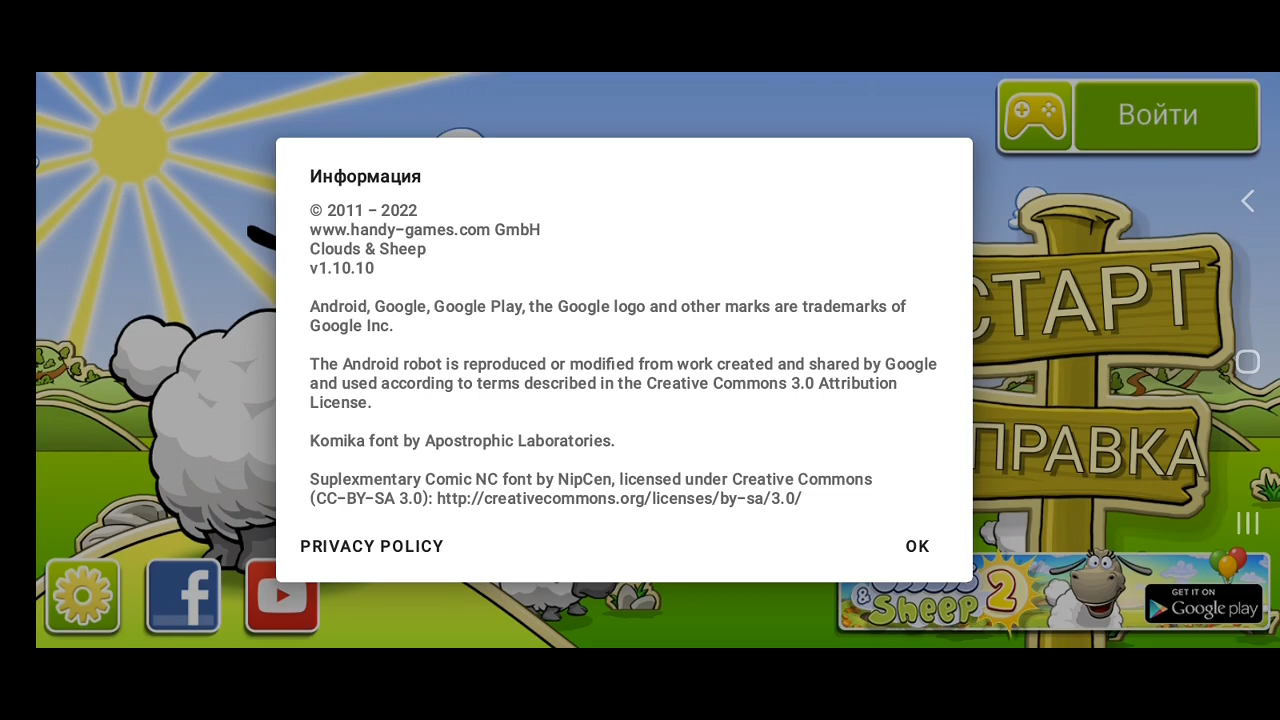 Войти
Информация
© 2011 – 2022
www.handy-games.com GmbH
Clouds & Sheep
v1.10.10
Android, Google, Google Play, the Google logo and other marks are trademarks of
Google Inc.
The Android robot is reproduced or modified from work created and shared by Google
and used according to terms described in the Creative Commons 3.0 Attribution
License.
Komika font by Apostrophic Laboratories.
Suplexmentary Comic NC font by NipCen, licensed under Creative Commons
(CC-BY-SA 3.0): http://creativecommons.org/licenses/by-sa/3.0/
PRIVACY POLICY
OK
СТАРТ
ПРАВКА
& Sheep 2
GET IT ON
Google play